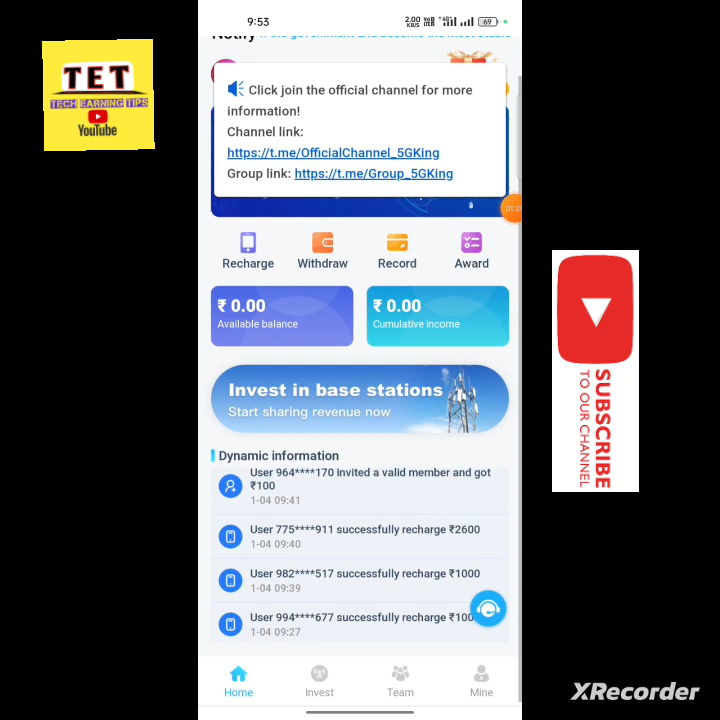 9:53
2.00 KB/S
4G
69
TET
TECH EARNING TIPS
YouTube
Click join the official channel for more
information!
Channel link:
https://t.me/OfficialChannel_5GKing
Group link: https://t.me/Group_5GKing
Recharge
Withdraw
Record
Award
₹ 0.00
Available balance
₹ 0.00
Cumulative income
Invest in base stations
Start sharing revenue now
Dynamic information
User 964****170 invited a valid member and got
₹100
1-04 09:41
User 775****911 successfully recharge ₹2600
1-04 09:40
User 982****517 successfully recharge ₹1000
1-04 09:39
User 994****677 successfully recharge ₹100
1-04 09:27
Home
Invest
Team
Mine
SUBSCRIBE
TO OUR CHANNEL
XRecorder